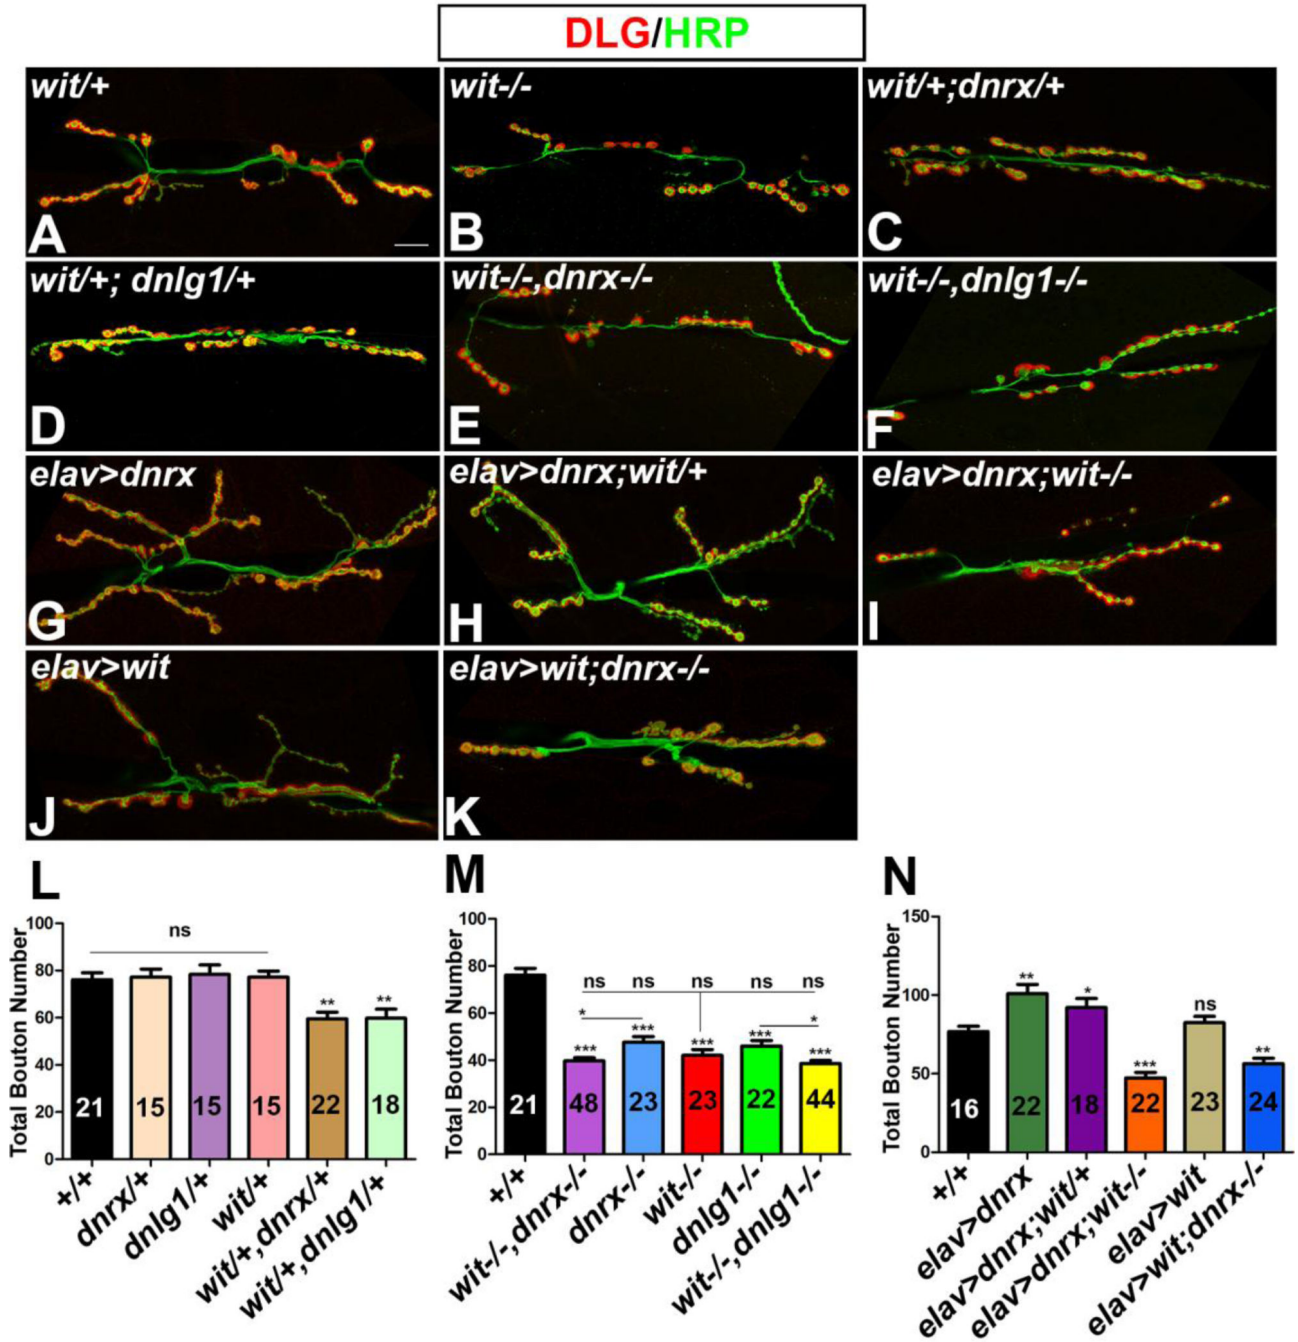 DLG/HRP
wit/+
wit-/-
wit/+;dnrx/+
A
B
C
wit/+; dnlg1/+
wit-/-,dnrx-/-
wit-/-,dnlg1-/-
D
E
F
elav>dnrx
elav>dnrx;wit/+
elav>dnrx;wit-/-
G
H
I
elav>wit
elav>wit;dnrx-/-
J
K
L
Total Bouton Number
100
80
60
40
20
0
ns
**
**
21
15
15
15
22
18
+/+
dnrx/+
dnlg1/+
wit/+
wit/+,dnrx/+
wit/+,dnlg1/+
M
Total Bouton Number
100
80
60
40
20
0
ns
ns
ns
ns
ns
*
*
***
***
***
***
***
21
48
23
23
22
44
+/+
wit-/-,dnrx-/-
dnrx-/-
wit-/-
dnlg1-/-
wit-/-,dnlg1-/-
N
Total Bouton Number
150
100
50
0
**
*
***
ns
**
16
22
18
22
23
24
+/+
elav>dnrx
elav>dnrx;wit/+
elav>dnrx;wit-/-
elav>wit
elav>wit;dnrx-/-